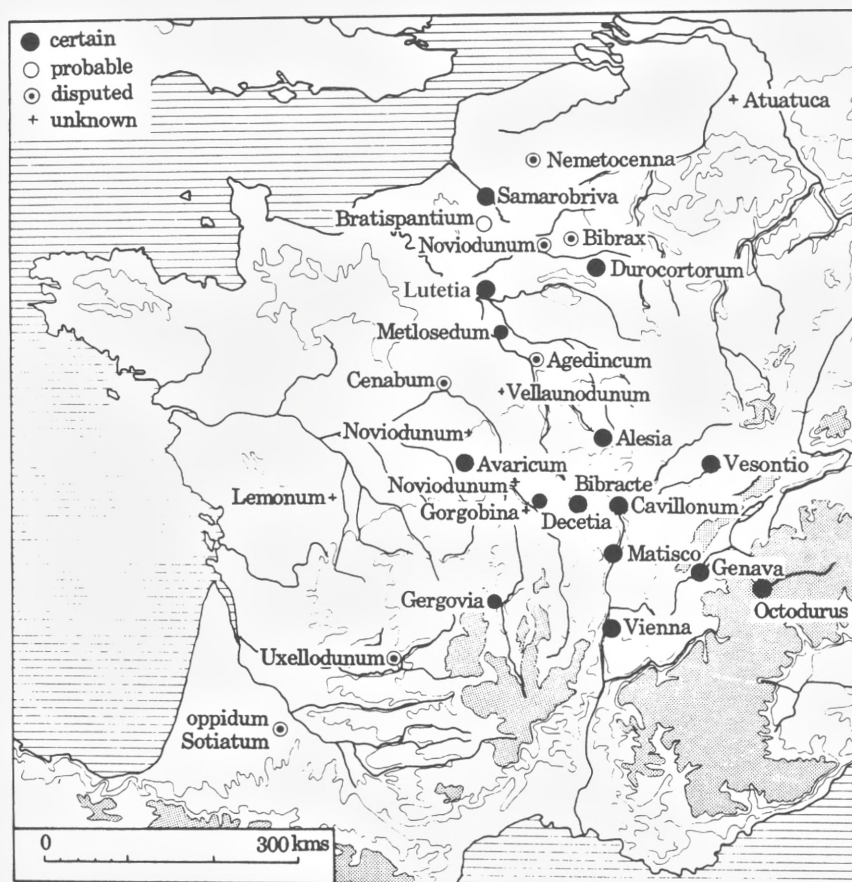 certain
probable
disputed
+ unknown
+ Atuatuca
Nemetocenna
Samarobriva
Bratispantium
Noviodunum
Bibrax
Durocortorum
Lutetia
Metlosedum
Agedincum
Cenabum
+Vellaunodunum
Noviodunum+
Alesia
Avaricum
Vesontio
Noviodunum+
Bibracte
Lemonum+
Gorgobina+
Decetia
Cavillonum
Matisco
Genava
Octodurus
Gergovia
Vienna
Uxellodunum
oppidum
Sotiatum
0 300 kms